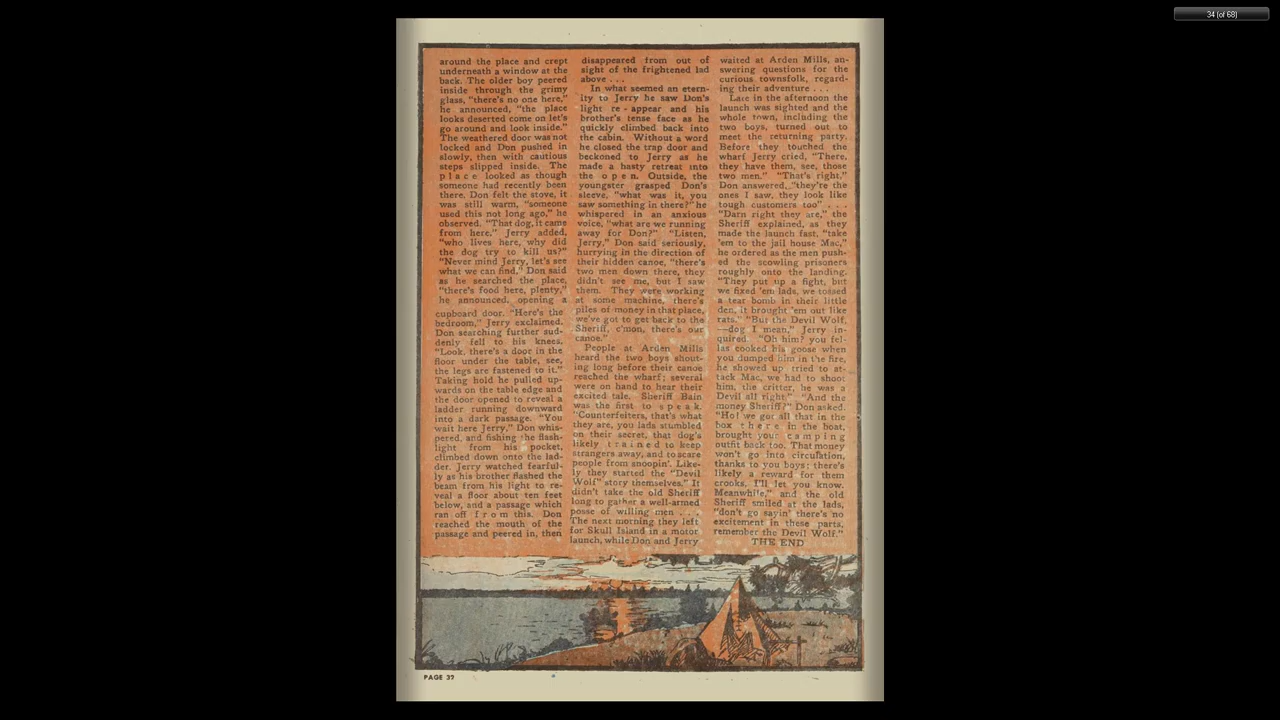 34 (of 68)
around the place and crept
underneath a window at the
back. The older boy peered
inside through the grimy
glass, "there's no one here,"
he announced, "the place
looks deserted come on let's
go around and look inside."
The weathered door was not
locked and Don pushed in
slowly, then with cautious
steps slipped inside. The
place looked as though
someone had recently been
there. Don felt the stove, it
was still warm, "someone
used this not long ago," he
observed. "That dog, it came
from here." Jerry added,
"who lives here, why did
the dog try to kill us?"
"Never mind Jerry, let's see
what we can find," Don said
as he searched the place,
"there's food here, plenty,"
he announced, opening a
cupboard door. "Here's the
bedroom," Jerry exclaimed.
Don searching further sud-
denly fell to his knees.
"Look, there's a door in the
floor under the table, see,
the legs are fastened to it."
Taking hold he pulled up-
wards on the table edge and
the door opened to reveal a
ladder running downward
into a dark passage. "You
wait here Jerry," Don whis-
pered, and fishing the flash-
light from his pocket,
climbed down onto the lad-
der. Jerry watched fearful-
ly as his brother flashed the
beam from his light to re-
veal a floor about ten feet
below, and a passage which
ran off from this. Don
reached the mouth of the
passage and peered in, then
disappeared from out of
sight of the frightened lad
above . . .
In what seemed an etern-
ity to Jerry he saw Don's
light re - appear and his
brother's tense face as he
quickly climbed back into
the cabin. Without a word
he closed the trap door and
beckoned to Jerry as he
made a hasty retreat into
the open. Outside, the
youngster grasped Don's
sleeve, "what was it, you
saw something in there?" he
whispered in an anxious
voice, "what are we running
away for Don?" "Listen,
Jerry," Don said seriously,
hurrying in the direction of
their hidden canoe, "there's
two men down there, they
didn't see me, but I saw
them. They were working
at some machine, there's
piles of money in that place,
we've got to get back to the
Sheriff, c'mon, there's our
canoe."
People at Arden Mills
heard the two boys shout-
ing long before their canoe
reached the wharf; several
were on hand to hear their
excited tale. Sheriff Bain
was the first to speak.
"Counterfeiters, that's what
they are, you lads stumbled
on their secret, that dog's
likely trained to keep
strangers away, and to scare
people from snoopin'. Like-
ly they started the "Devil
Wolf" story themselves." It
didn't take the old Sheriff
long to gather a well-armed
posse of willing men . . .
The next morning they left
for Skull Island in a motor
launch, while Don and Jerry
waited at Arden Mills, an-
swering questions for the
curious townsfolk, regard-
ing their adventure . . .
Late in the afternoon the
launch was sighted and the
whole town, including the
two boys, turned out to
meet the returning party.
Before they touched the
wharf Jerry cried, "There,
they have them, see, those
two men." "That's right,"
Don answered, "they're the
ones I saw, they look like
tough customers too" . . .
"Darn right they are," the
Sheriff explained, as they
made the launch fast, "take
'em to the jail house Mac,"
he ordered as the men push-
ed the scowling prisoners
roughly onto the landing.
"They put up a fight, but
we fixed 'em lads, we tossed
a tear bomb in their little
den, it brought 'em out like
rats." "But the Devil Wolf,
—dog I mean," Jerry in-
quired. "Oh him? you fel-
las cooked his goose when
you dumped him in the fire,
he showed up tried to at-
tack Mac, we had to shoot
him, the critter, he was a
Devil all right." "And the
money Sheriff?" Don asked.
"Ho! we got all that in the
box there in the boat,
brought your camping
outfit back too. That money
won't go into circulation,
thanks to you boys; there's
likely a reward for them
crooks, I'll let you know.
Meanwhile," and the old
Sheriff smiled at the lads,
"don't go sayin' there's no
excitement in these parts,
remember the Devil Wolf."
THE END
PAGE 37